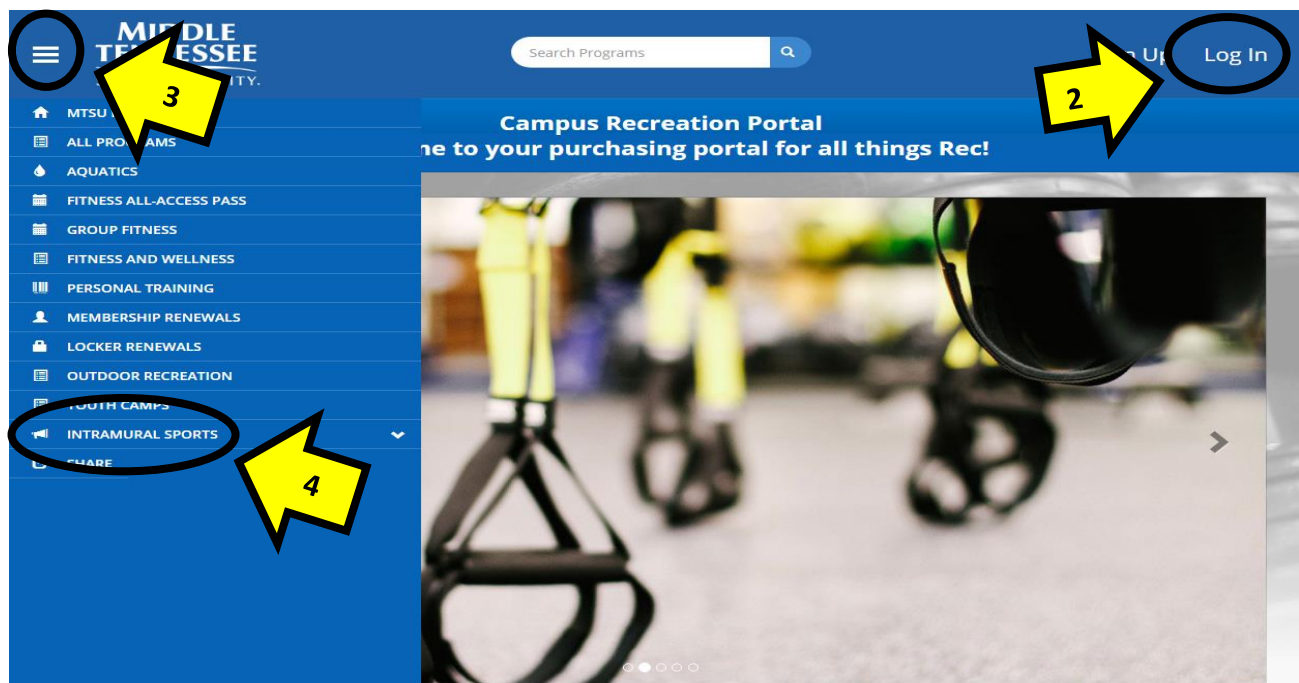 MIDDLE
TENNESSEE
Search Programs
Up
Log In
3
2
MTSU
ALL PROGRAMS
AQUATICS
FITNESS ALL-ACCESS PASS
GROUP FITNESS
FITNESS AND WELLNESS
PERSONAL TRAINING
MEMBERSHIP RENEWALS
LOCKER RENEWALS
OUTDOOR RECREATION
YOUTH CAMPS
INTRAMURAL SPORTS
SHARE
4
Campus Recreation Portal
to your purchasing portal for all things Rec!